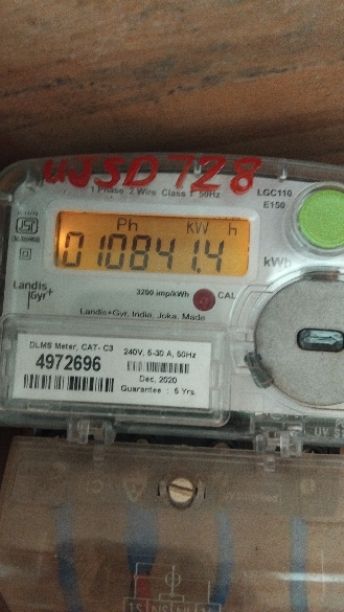 UJSD728
1 Phase 2 Wire Class 1 50Hz
LGC110
E150
Ph kW h
010841.4
kWh
Landis
Gyr+
3200 imp/kWh
CAL
Landis+Gyr, India, Joka, Made
DLMS Meter, CAT- C3
4972696
240V, 5-30 A, 50Hz
Dec, 2020
Guarantee : 5 Yrs